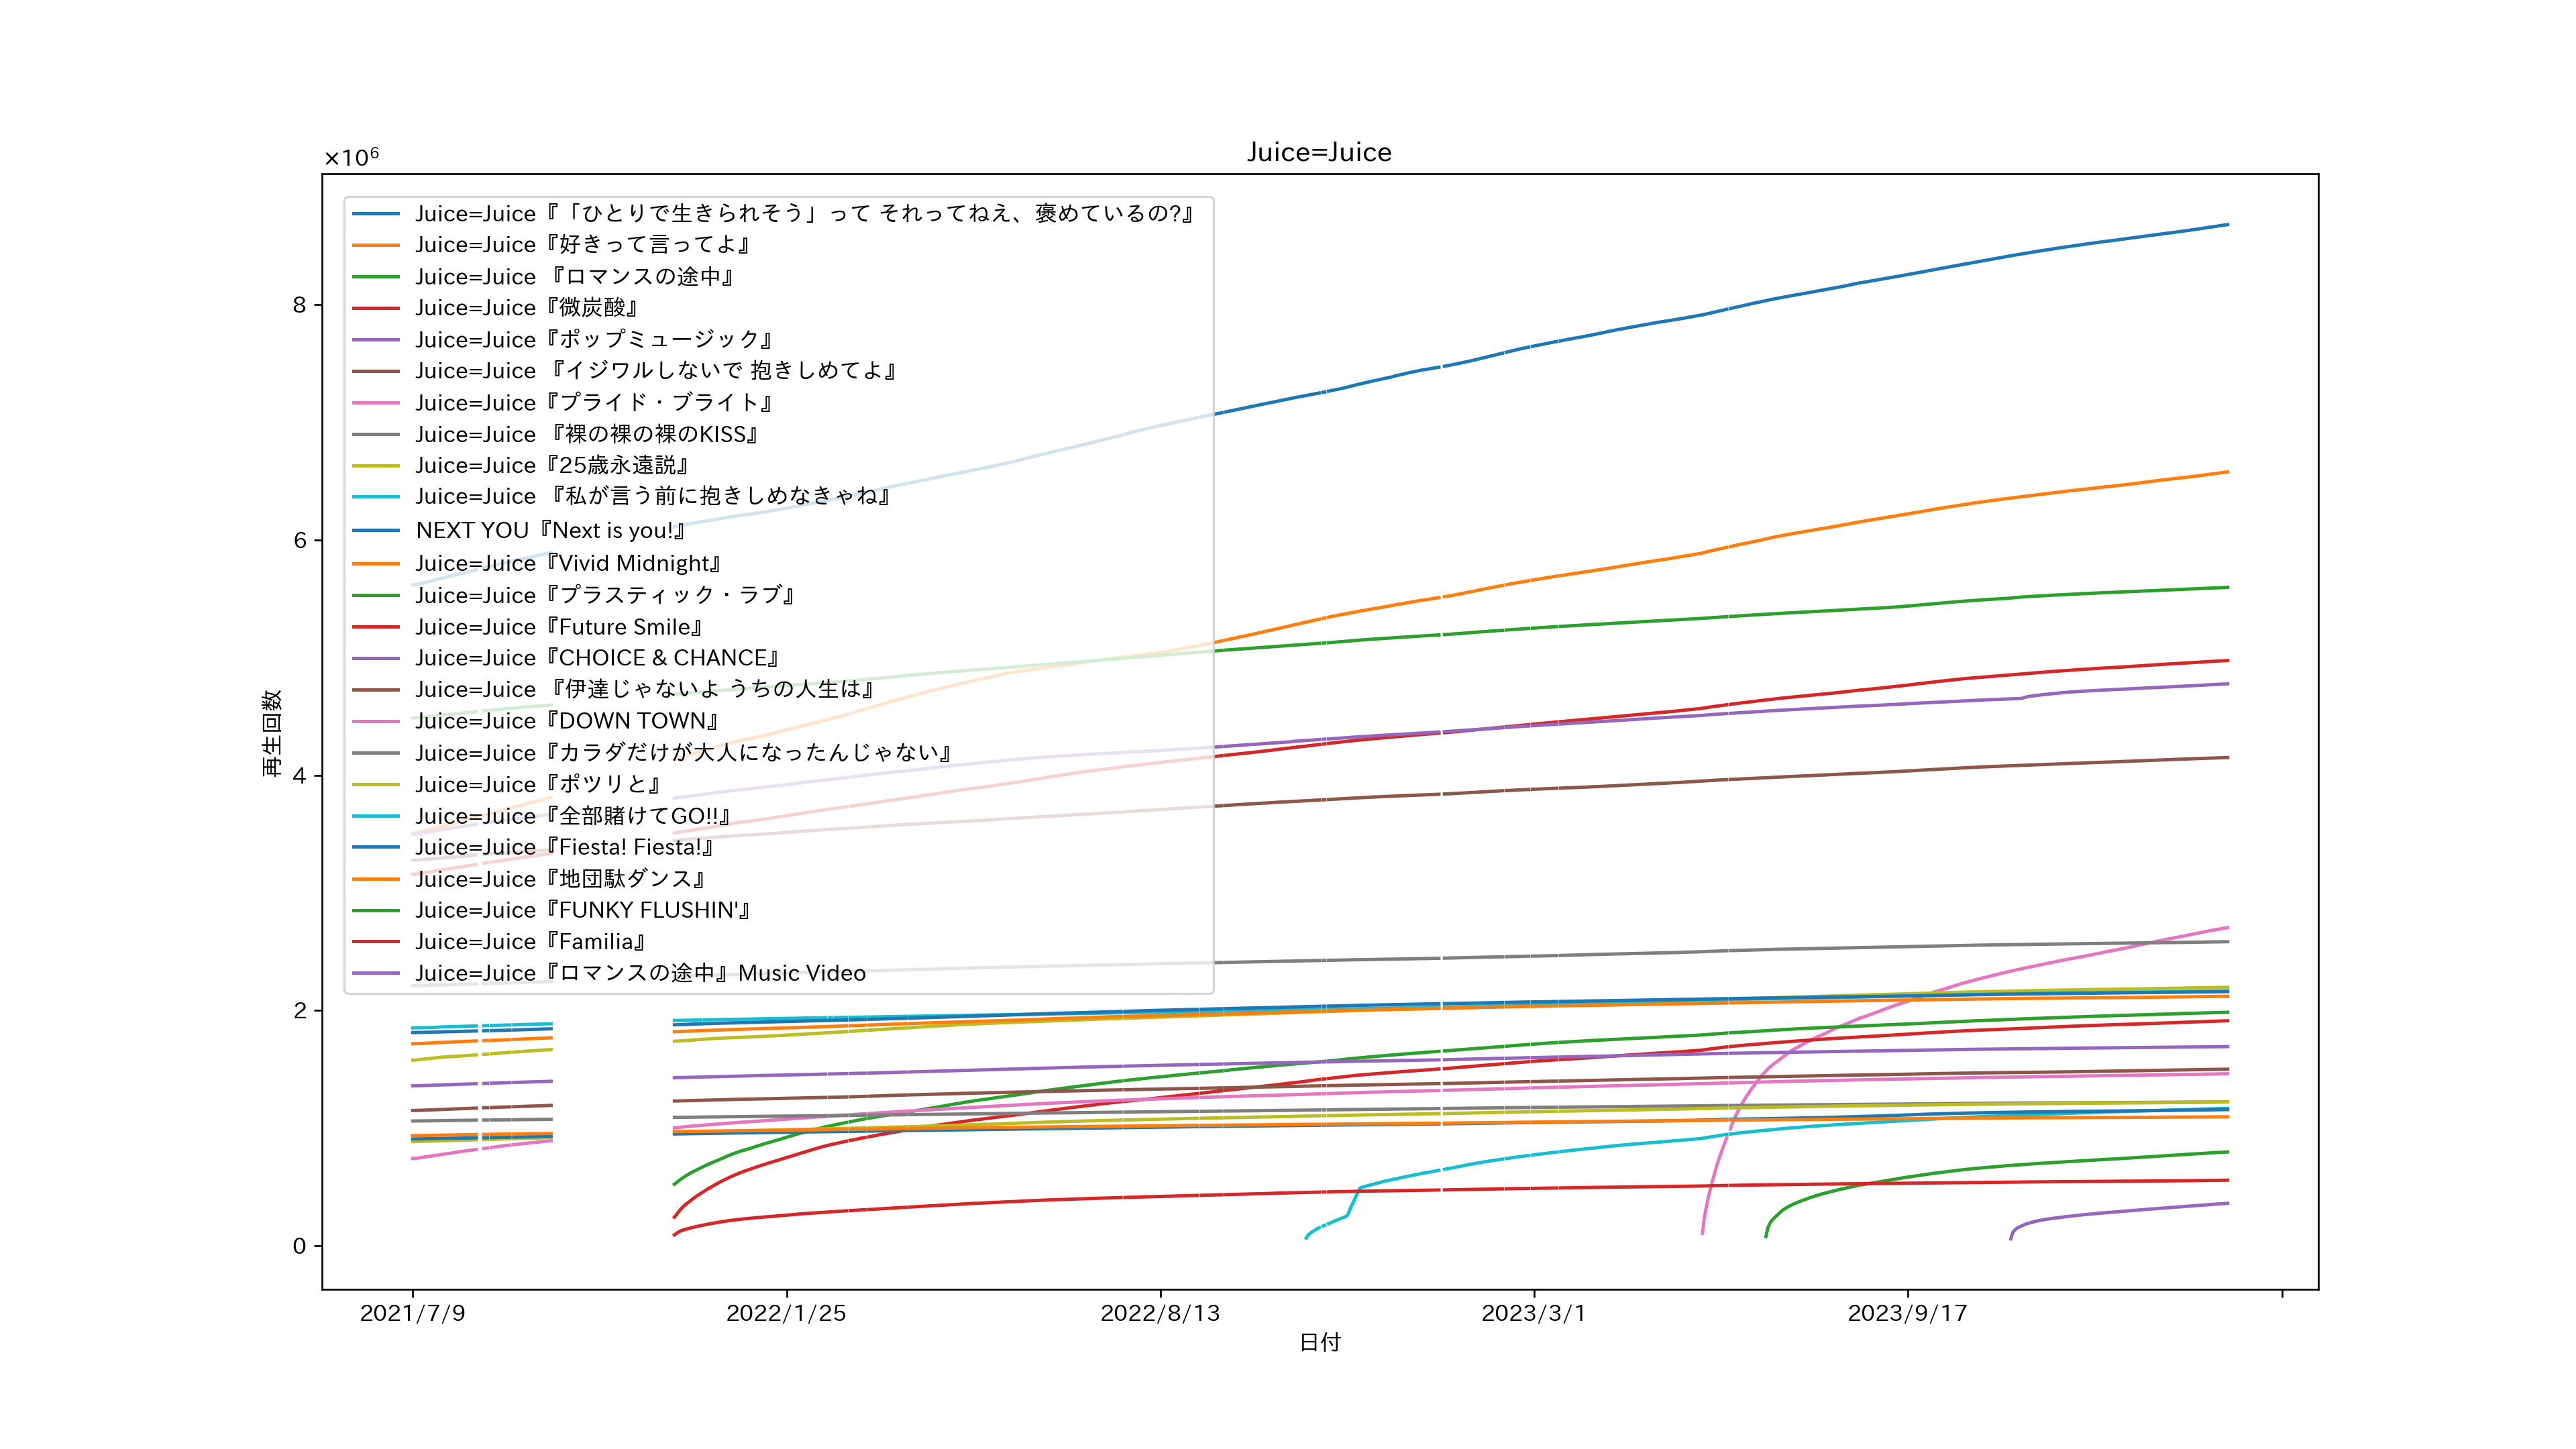 Juice=Juice
×10⁶
Juice=Juice『「ひとりで生きられそう」って それってねえ、褒めているの?』
Juice=Juice『好きって言ってよ』
Juice=Juice 『ロマンスの途中』
Juice=Juice『微炭酸』
Juice=Juice『ポップミュージック』
Juice=Juice 『イジワルしないで 抱きしめてよ』
Juice=Juice『プライド・ブライト』
Juice=Juice 『裸の裸の裸のKISS』
Juice=Juice『25歳永遠説』
Juice=Juice 『私が言う前に抱きしめなきゃね』
NEXT YOU『Next is you!』
Juice=Juice『Vivid Midnight』
Juice=Juice『プラスティック・ラブ』
Juice=Juice『Future Smile』
Juice=Juice『CHOICE & CHANCE』
Juice=Juice 『伊達じゃないよ うちの人生は』
Juice=Juice『DOWN TOWN』
Juice=Juice『カラダだけが大人になったんじゃない』
Juice=Juice『ポツリと』
Juice=Juice『全部賭けてGO!!』
Juice=Juice『Fiesta! Fiesta!』
Juice=Juice『地団駄ダンス』
Juice=Juice『FUNKY FLUSHIN'』
Juice=Juice『Familia』
Juice=Juice『ロマンスの途中』Music Video
8
6
4
2
0
再生回数
2021/7/9
2022/1/25
2022/8/13
2023/3/1
2023/9/17
日付